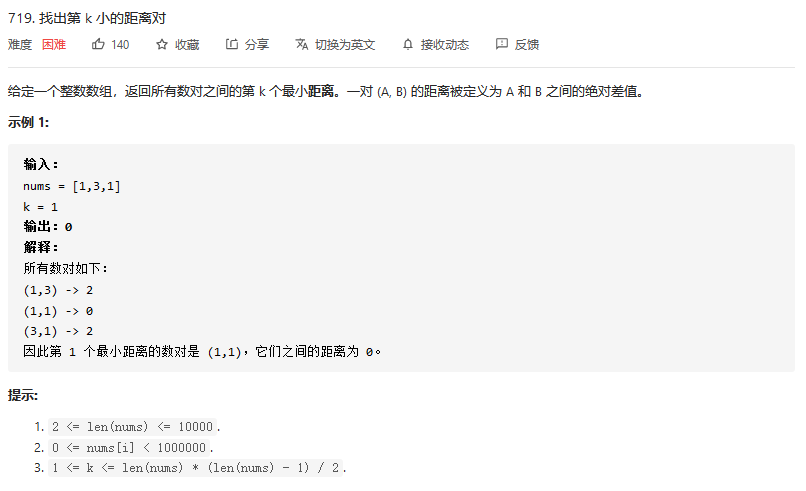 719. 找出第 k 小的距离对
难度 困难 140 收藏 分享 切换为英文 接收动态 反馈
给定一个整数数组，返回所有数对之间的第 k 个最小距离。一对 (A, B) 的距离被定义为 A 和 B 之间的绝对差值。
示例 1:
输入：
nums = [1,3,1]
k = 1
输出：0
解释：
所有数对如下：
(1,3) -> 2
(1,1) -> 0
(3,1) -> 2
因此第 1 个最小距离的数对是 (1,1)，它们之间的距离为 0。
提示:
1. 2 <= len(nums) <= 10000.
2. 0 <= nums[i] < 1000000.
3. 1 <= k <= len(nums) * (len(nums) - 1) / 2.